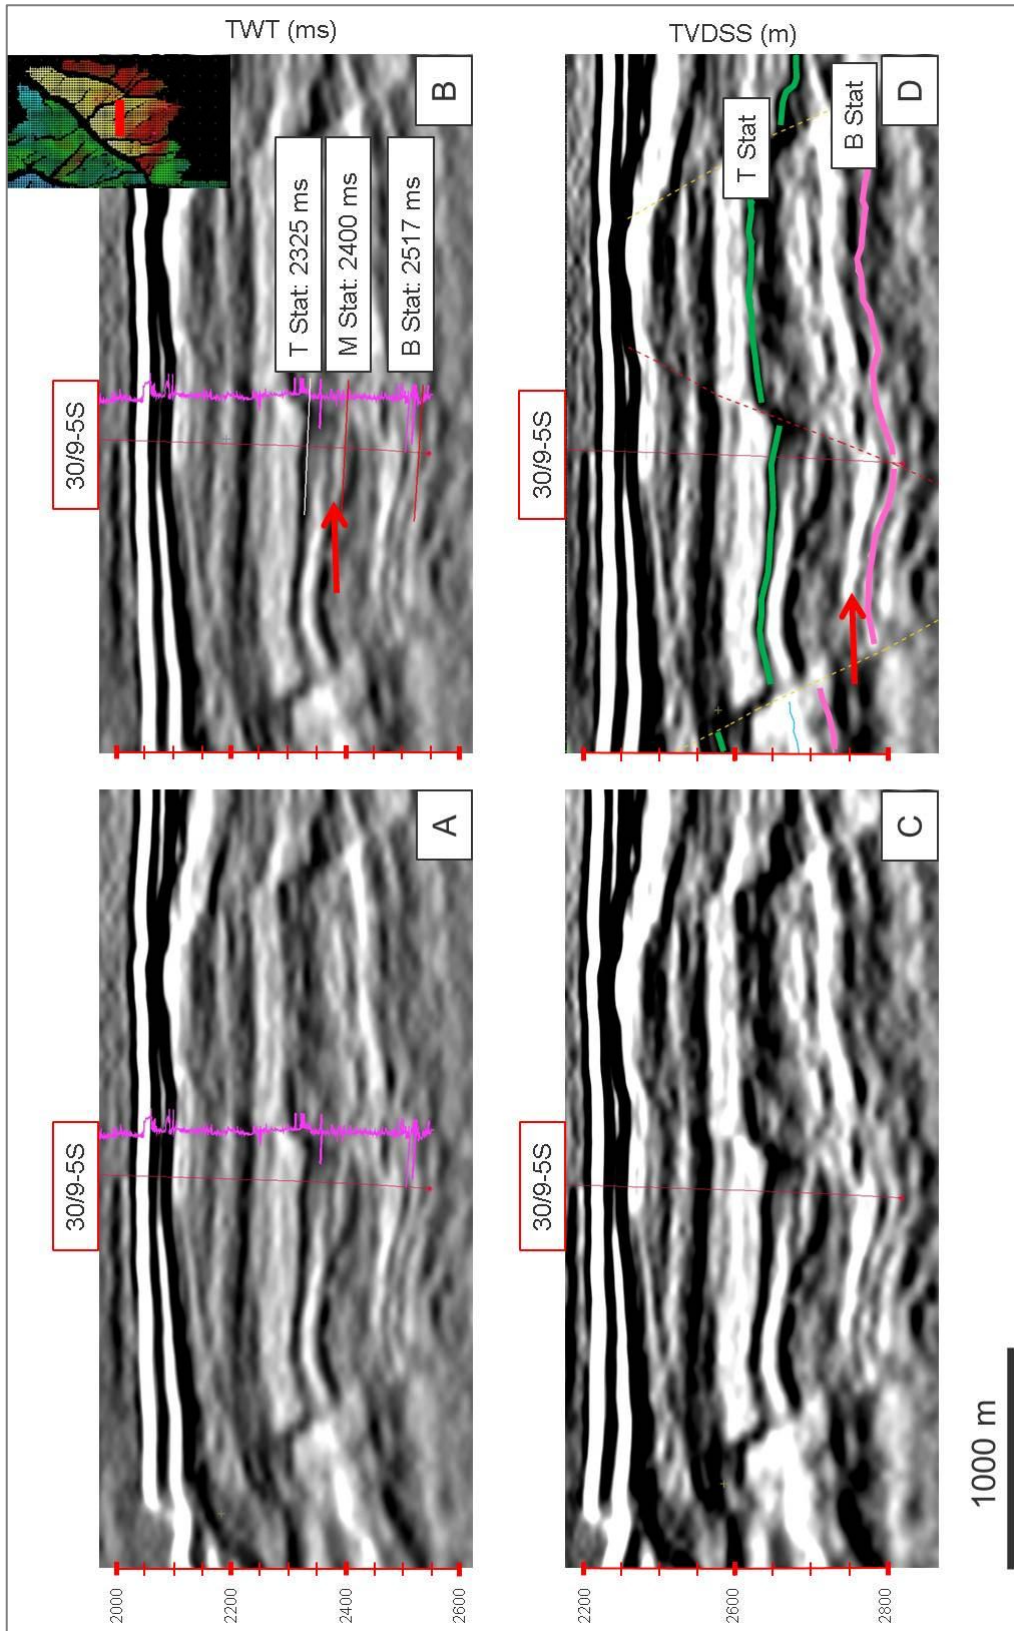 30/9-5S
30/9-5S
2000
2200
2400
2600
TWT (ms)
T Stat: 2325 ms
M Stat: 2400 ms
B Stat: 2517 ms
A
B
30/9-5S
30/9-5S
2200
2600
2800
TVDSS (m)
T Stat
B Stat
C
D
1000 m